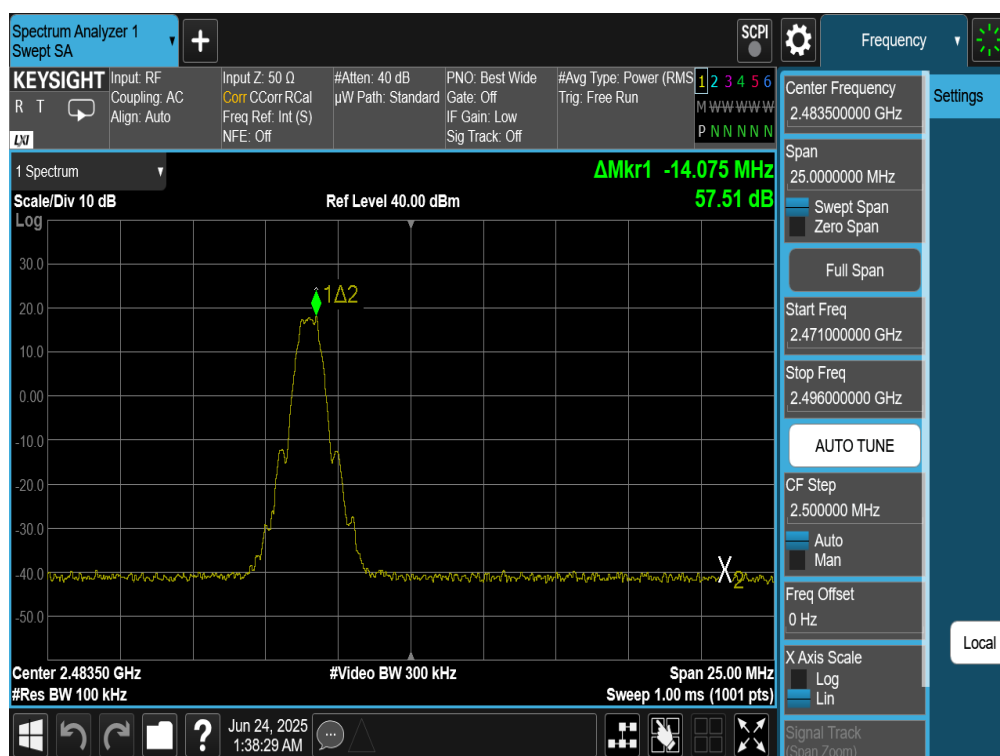 Spectrum Analyzer 1
Swept SA
+
SCPI
Frequency
KEYSIGHT
R T
LXI
Input: RF
Coupling: AC
Align: Auto
Input Z: 50 Ω
Corr CCorr RCal
Freq Ref: Int (S)
NFE: Off
#Atten: 40 dB
µW Path: Standard
PNO: Best Wide
Gate: Off
IF Gain: Low
Sig Track: Off
#Avg Type: Power (RMS
Trig: Free Run
1 2 3 4 5 6
M W W W W W
P N N N N N
1 Spectrum
ΔMkr1 -14.075 MHz
Scale/Div 10 dB
Ref Level 40.00 dBm
57.51 dB
Log
30.0
20.0
10.0
0.00
-10.0
-20.0
-30.0
-40.0
-50.0
1Δ2
X2
Center 2.48350 GHz
#Video BW 300 kHz
Span 25.00 MHz
#Res BW 100 kHz
Sweep 1.00 ms (1001 pts)
?
Jun 24, 2025
1:38:29 AM
Center Frequency
2.483500000 GHz
Settings
Span
25.0000000 MHz
Swept Span
Zero Span
Full Span
Start Freq
2.471000000 GHz
Stop Freq
2.496000000 GHz
AUTO TUNE
CF Step
2.500000 MHz
Auto
Man
Freq Offset
0 Hz
Local
X Axis Scale
Log
Lin
Signal Track
(Span Zoom)